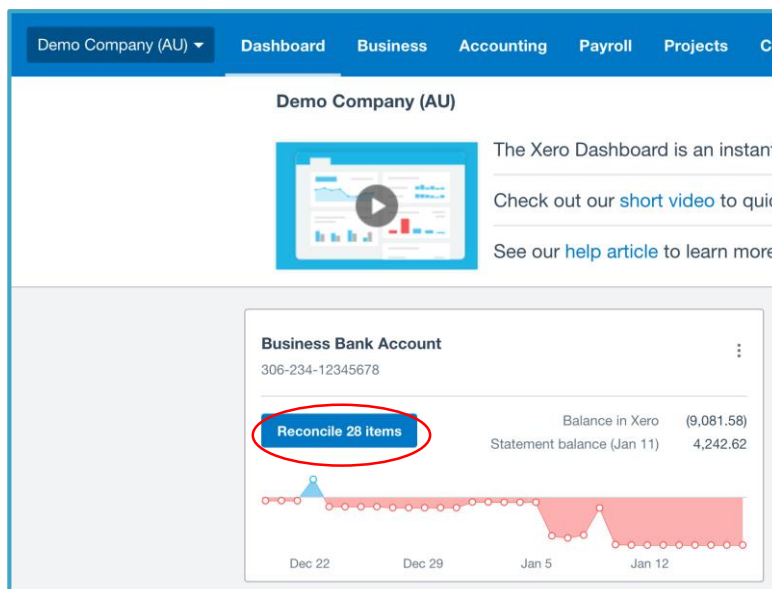 Demo Company (AU) Dashboard Business Accounting Payroll Projects
Demo Company (AU)
The Xero Dashboard is an instant
Check out our short video to
See our help article to learn more
Business Bank Account
306-234-12345678
Reconcile 28 items
Balance in Xero (9,081.58)
Statement balance (Jan 11) 4,242.62
Dec 22 Dec 29 Jan 5 Jan 12